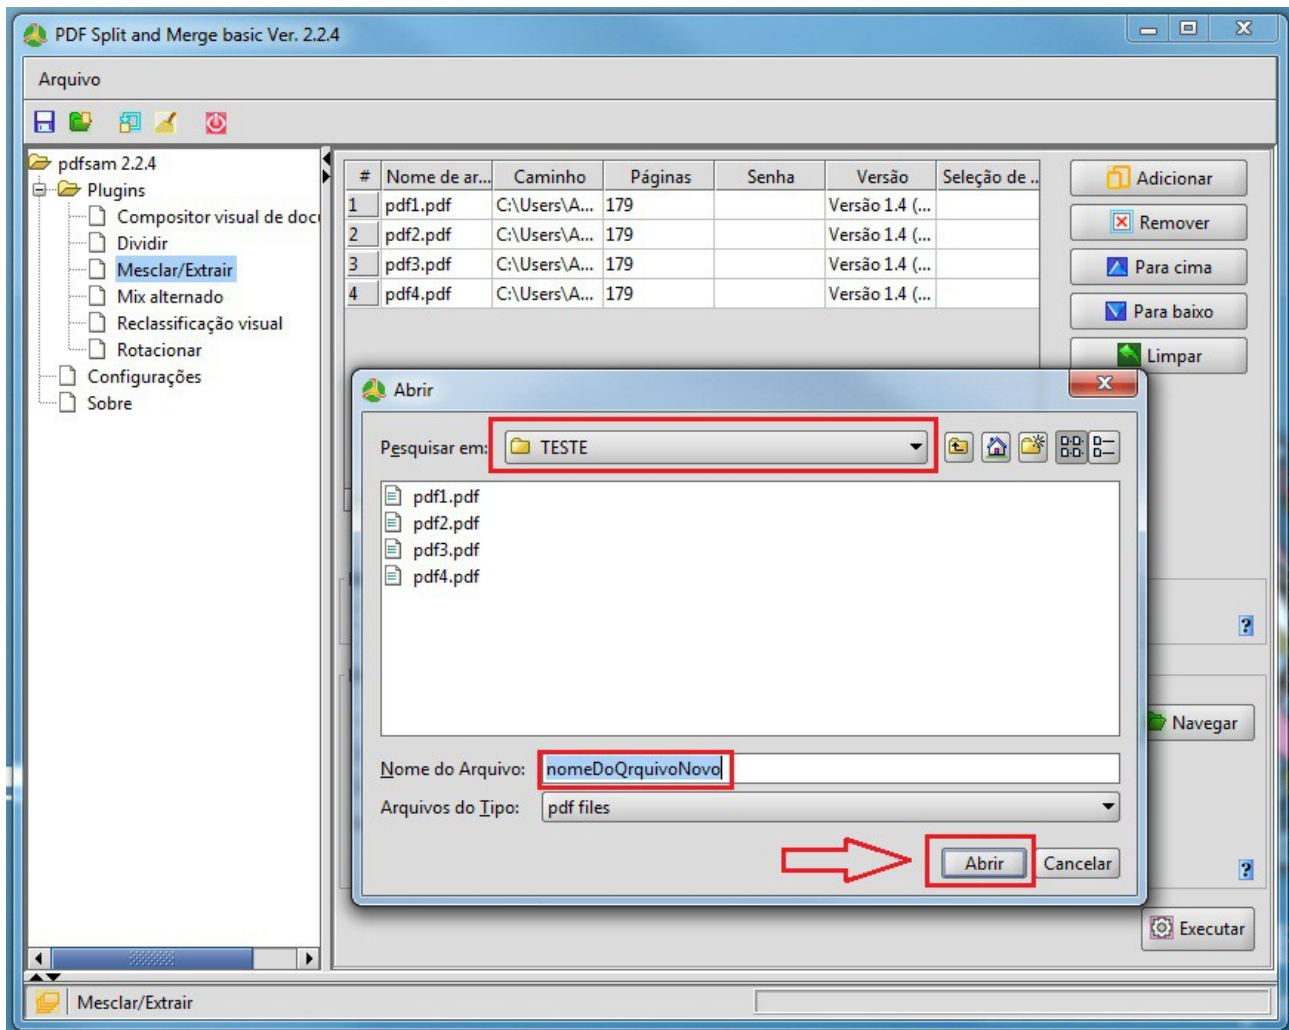 PDF Split and Merge basic Ver. 2.2.4
Arquivo
pdfsam 2.2.4
Plugins
Compositor visual de docu
Dividir
Mesclar/Extrair
Mix alternado
Reclassificação visual
Rotacionar
Configurações
Sobre
# Nome de ar... Caminho Páginas Senha Versão Seleção de ..
1 pdf1.pdf C:\Users\A... 179 Versão 1.4 (...
2 pdf2.pdf C:\Users\A... 179 Versão 1.4 (...
3 pdf3.pdf C:\Users\A... 179 Versão 1.4 (...
4 pdf4.pdf C:\Users\A... 179 Versão 1.4 (...
Adicionar
Remover
Para cima
Para baixo
Limpar
Abrir
Pesquisar em: TESTE
pdf1.pdf
pdf2.pdf
pdf3.pdf
pdf4.pdf
Nome do Arquivo: nomeDoQrquivoNovo
Arquivos do Tipo: pdf files
Abrir Cancelar
?
Navegar
?
Executar
Mesclar/Extrair